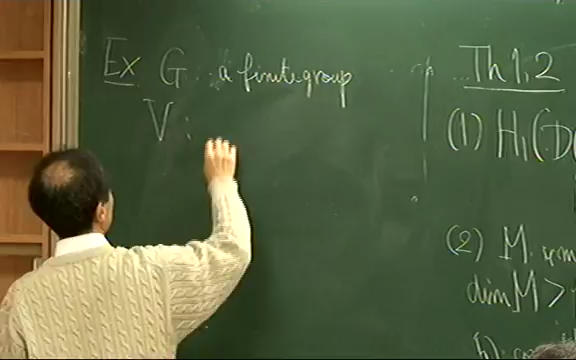 Ex G : a finite group
V :
Th 1,2
(1) H₁(D
(2) M
dim M >